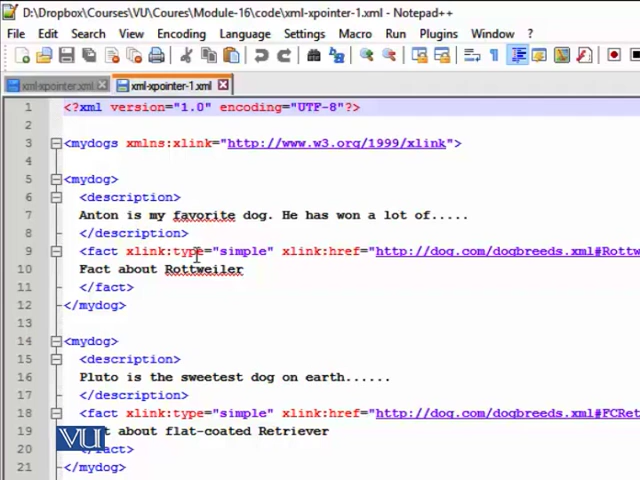 D:\Dropbox\Courses\VU\Coures\Module-16\code\xml-xpointer-1.xml - Notepad++
File Edit Search View Encoding Language Settings Macro Run Plugins Window ?
xml-xpointer.xml xml-xpointer-1.xml
1 <?xml version="1.0" encoding="UTF-8"?>
2
3 <mydogs xmlns:xlink="http://www.w3.org/1999/xlink">
4
5 <mydog>
6 <description>
7 Anton is my favorite dog. He has won a lot of.....
8 </description>
9 <fact xlink:type="simple" xlink:href="http://dog.com/dogbreeds.xml#Rottw
10 Fact about Rottweiler
11 </fact>
12 </mydog>
13
14 <mydog>
15 <description>
16 Pluto is the sweetest dog on earth......
17 </description>
18 <fact xlink:type="simple" xlink:href="http://dog.com/dogbreeds.xml#FCRet
19 t about flat-coated Retriever
20 </fact>
21 </mydog>
VU